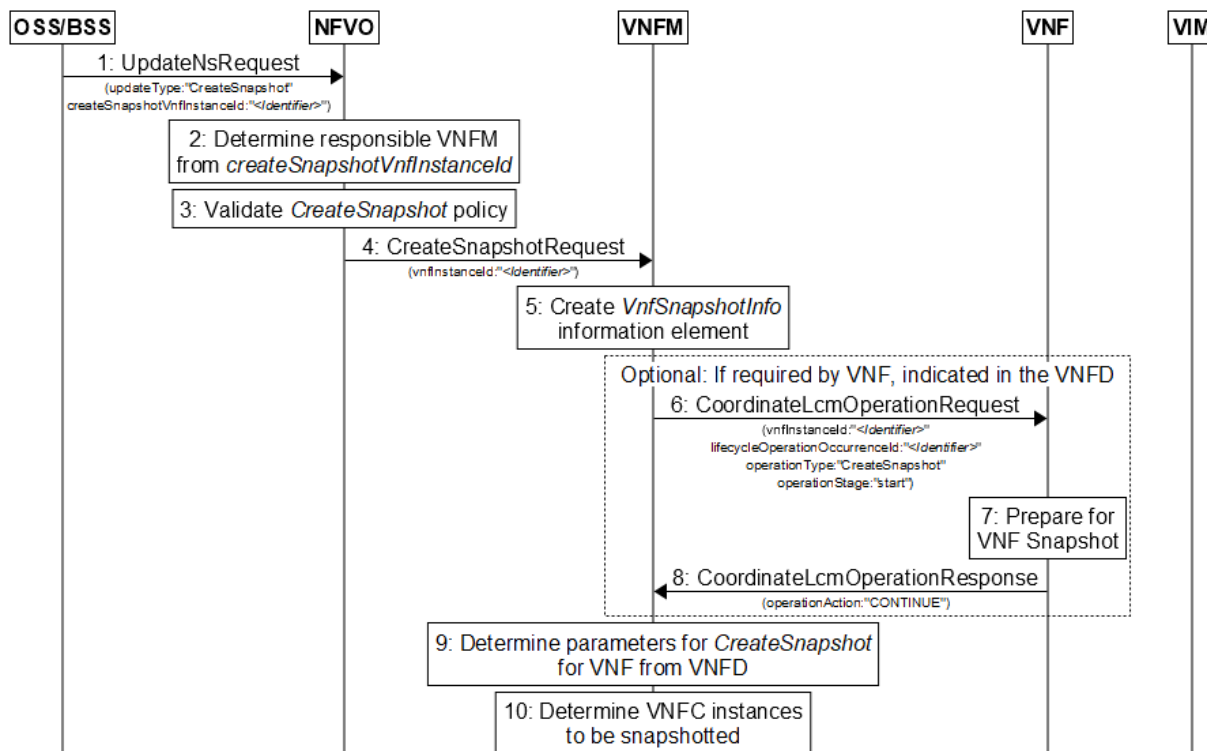 OSS/BSS NFVO VNFM VNF VIM
1: UpdateNsRequest
(updateType:"CreateSnapshot"
createSnapshotVnfInstanceId:"<Identifier>")
2: Determine responsible VNFM
from createSnapshotVnfInstanceId
3: Validate CreateSnapshot policy
4: CreateSnapshotRequest
(vnfInstanceId:"<Identifier>")
5: Create VnfSnapshotInfo
information element
Optional: If required by VNF, indicated in the VNFD
6: CoordinateLcmOperationRequest
(vnfInstanceId:"<Identifier>"
lifecycleOperationOccurrenceId:"<Identifier>"
operationType:"CreateSnapshot"
operationStage:"start")
7: Prepare for
VNF Snapshot
8: CoordinateLcmOperationResponse
(operationAction:"CONTINUE")
9: Determine parameters for CreateSnapshot
for VNF from VNFD
10: Determine VNFC instances
to be snapshotted